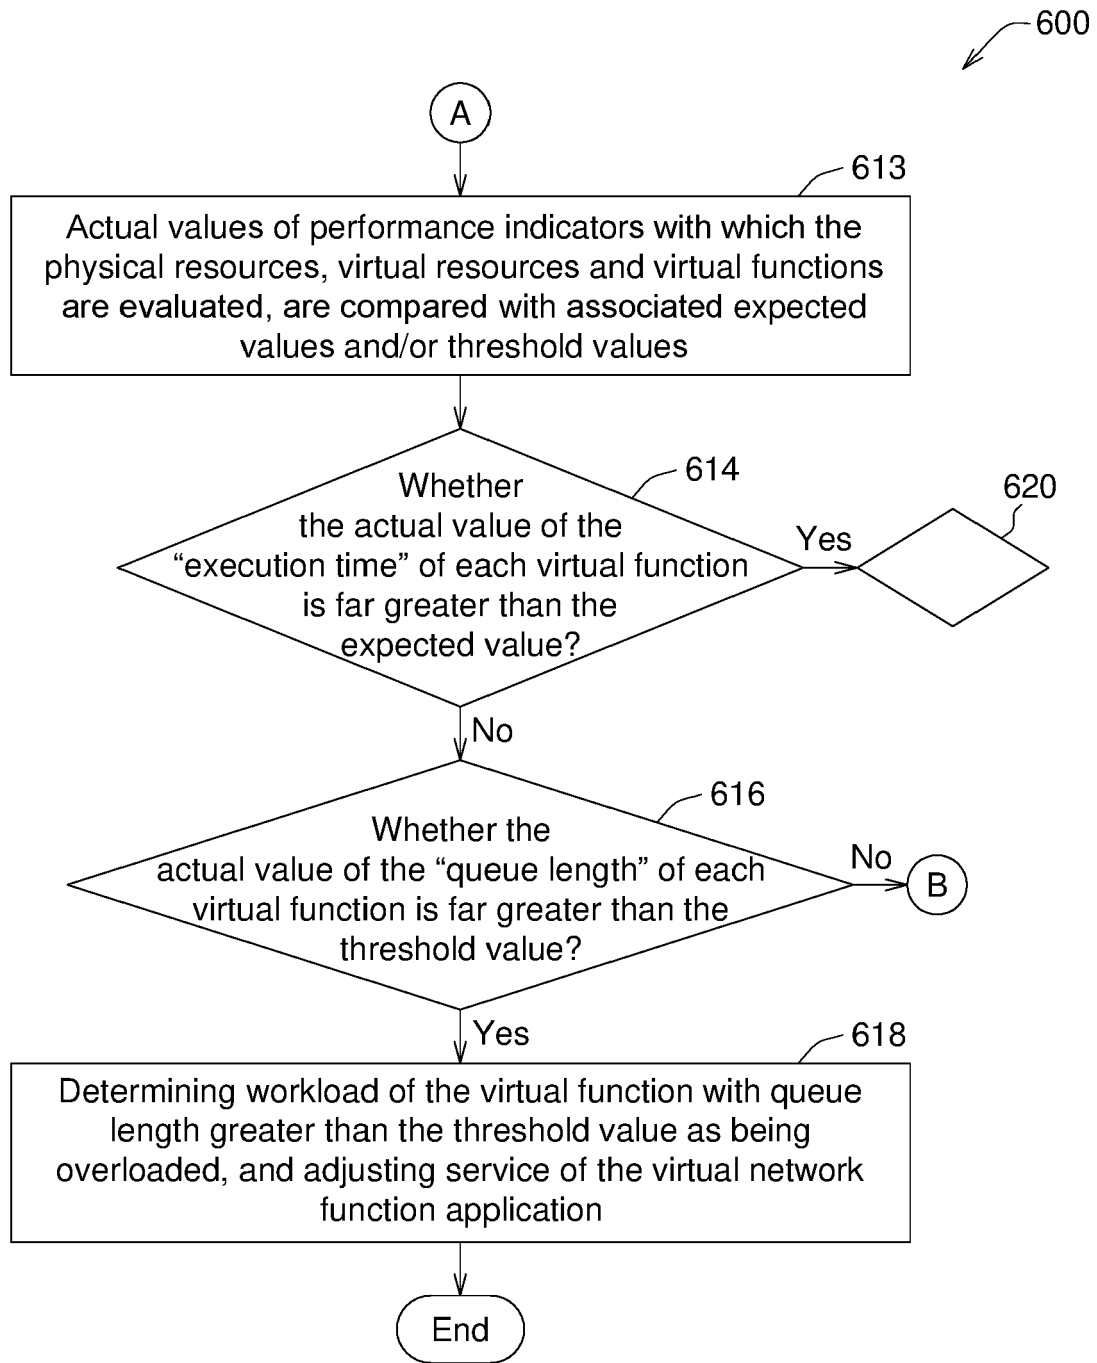 600
A
613
Actual values of performance indicators with which the
physical resources, virtual resources and virtual functions
are evaluated, are compared with associated expected
values and/or threshold values
614
Whether
the actual value of the
“execution time” of each virtual function
is far greater than the
expected value?
Yes
620
No
616
Whether the
actual value of the “queue length” of each
virtual function is far greater than the
threshold value?
No
B
Yes
618
Determining workload of the virtual function with queue
length greater than the threshold value as being
overloaded, and adjusting service of the virtual network
function application
End